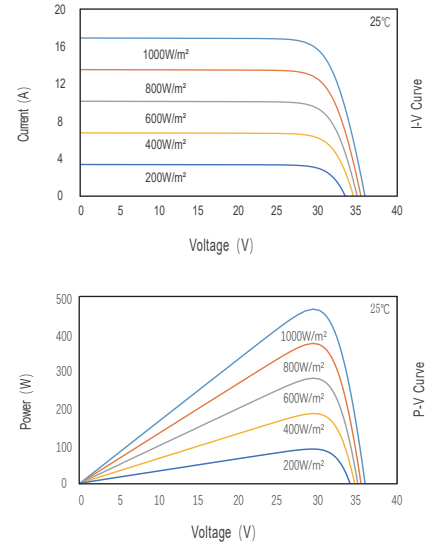 20
25℃
16
1000W/m²
12
800W/m²
600W/m²
8
400W/m²
4
200W/m²
0
0 5 10 15 20 25 30 35 40
Current (A)
Voltage (V)
I-V Curve
500
25℃
400
1000W/m²
300
800W/m²
200
600W/m²
400W/m²
100
200W/m²
0
0 5 10 15 20 25 30 35 40
Power (W)
Voltage (V)
P-V Curve